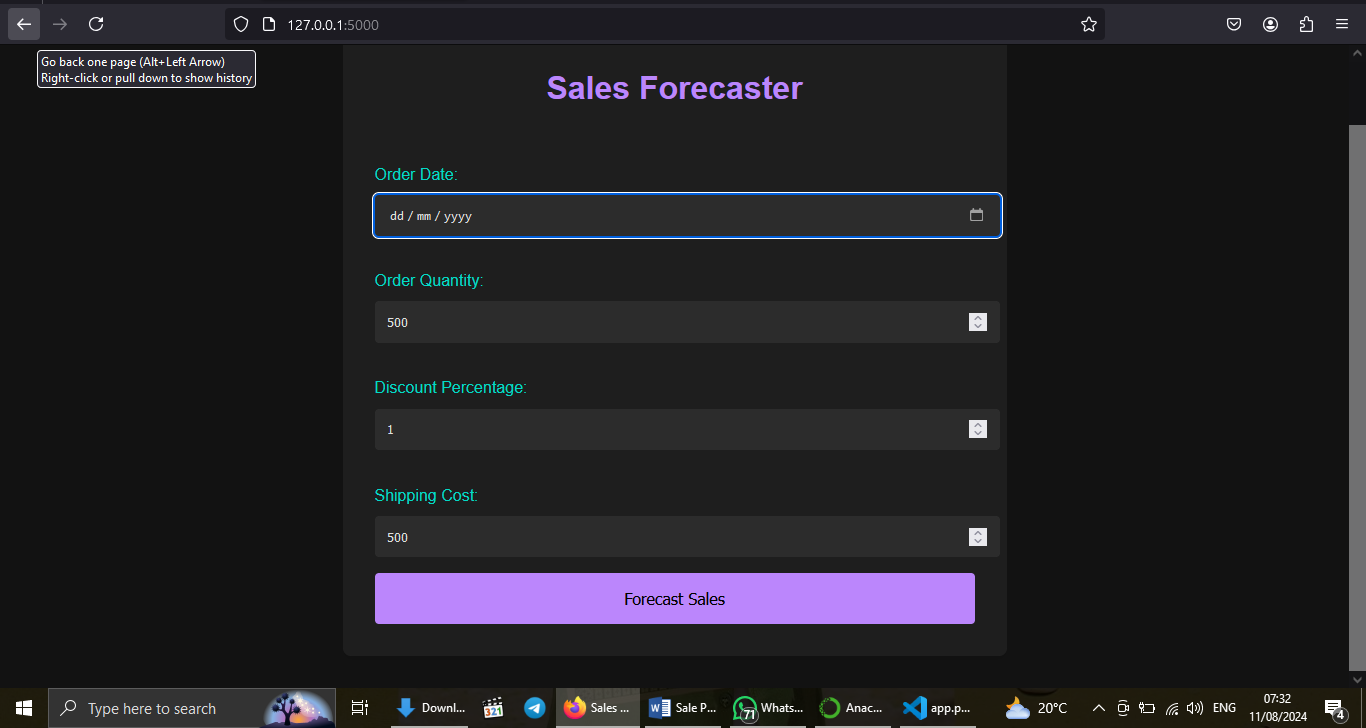 127.0.0.1:5000
Go back one page (Alt+Left Arrow)
Right-click or pull down to show history
Sales Forecaster
Order Date:
dd / mm / yyyy
Order Quantity:
500
Discount Percentage:
1
Shipping Cost:
500
Forecast Sales
Type here to search
Downl...
321
Sales ...
Sale P...
71
Whats...
Anac...
app.p...
20°C
ENG
07:32
11/08/2024
4